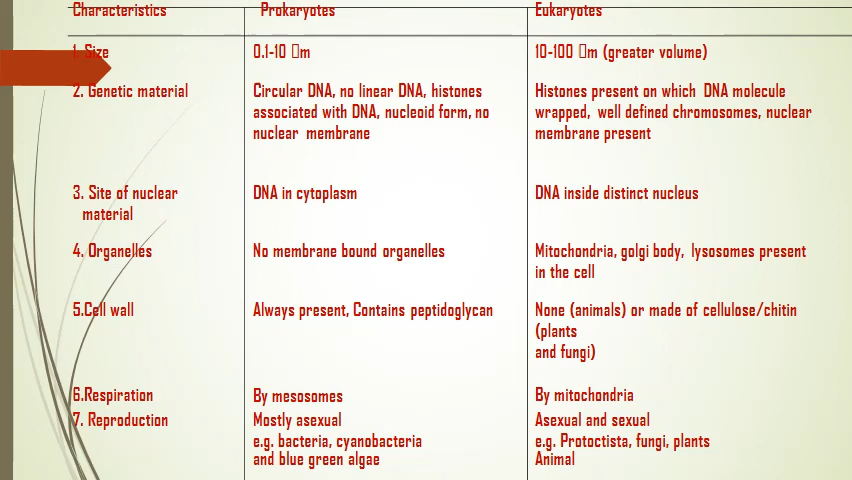 Characteristics Prokaryotes Eukaryotes
1. Size 0.1-10 m 10-100 m (greater volume)
2. Genetic material Circular DNA, no linear DNA, histones Histones present on which DNA molecule
associated with DNA, nucleoid form, no wrapped, well defined chromosomes, nuclear
nuclear membrane membrane present
3. Site of nuclear DNA in cytoplasm DNA inside distinct nucleus
material
4. Organelles No membrane bound organelles Mitochondria, golgi body, lysosomes present
in the cell
5.Cell wall Always present, Contains peptidoglycan None (animals) or made of cellulose/chitin
(plants
and fungi)
6.Respiration By mesosomes By mitochondria
7. Reproduction Mostly asexual Asexual and sexual
e.g. bacteria, cyanobacteria e.g. Protoctista, fungi, plants
and blue green algae Animal